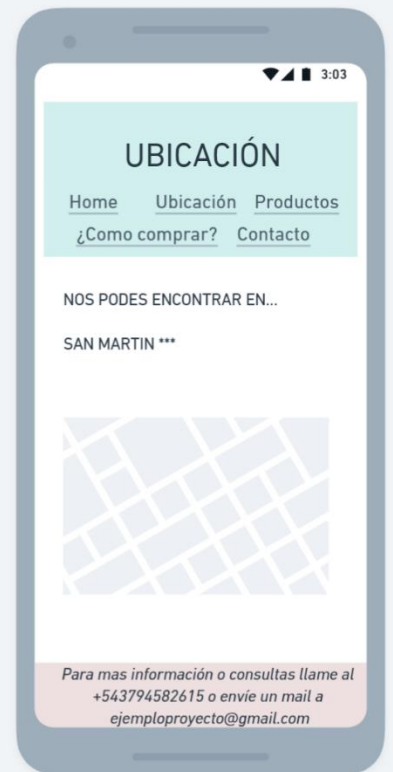 3:03
UBICACIÓN
Home Ubicación Productos
¿Como comprar? Contacto
NOS PODES ENCONTRAR EN...
SAN MARTIN ***
Para mas información o consultas llame al
+543794582615 o envíe un mail a
ejemploproyecto@gmail.com